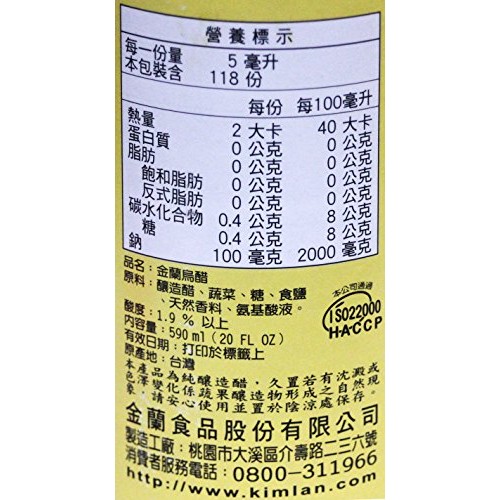 營養標示
每一份量 5 毫升
本包裝含 118 份
每份 每100毫升
熱量 2 大卡 40 大卡
蛋白質 0 公克 0 公克
脂肪 0 公克 0 公克
飽和脂肪 0 公克 0 公克
反式脂肪 0 公克 0 公克
碳水化合物 0.4 公克 8 公克
糖 0.4 公克 8 公克
鈉 100 毫克 2000 毫克
品名：金蘭烏醋
原料：釀造醋、蔬菜、糖、食鹽
、天然香料、氨基酸液。
酸度：1.9 % 以上
內容量：590 ml (20 FL OZ)
有效日期：打印於標籤上
原產地：台灣
本公司通過
ISO22000
HACCP
本產品為純釀造醋，久置若有沈澱或
色澤變化係蔬果釀造物形成之自然現
象，請安心使用並置於陰涼處保存。
金蘭食品股份有限公司
製造工廠：桃園市大溪區介壽路二三六號
消費者服務電話：0800-311966
http://www.kimlan.com